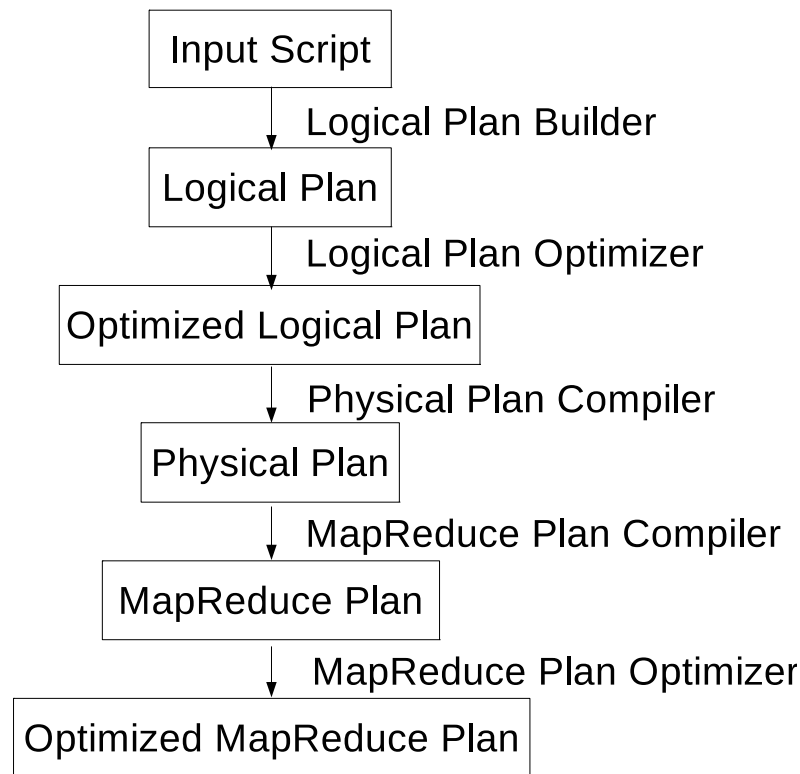 Input Script
Logical Plan Builder
Logical Plan
Logical Plan Optimizer
Optimized Logical Plan
Physical Plan Compiler
Physical Plan
MapReduce Plan Compiler
MapReduce Plan
MapReduce Plan Optimizer
Optimized MapReduce Plan